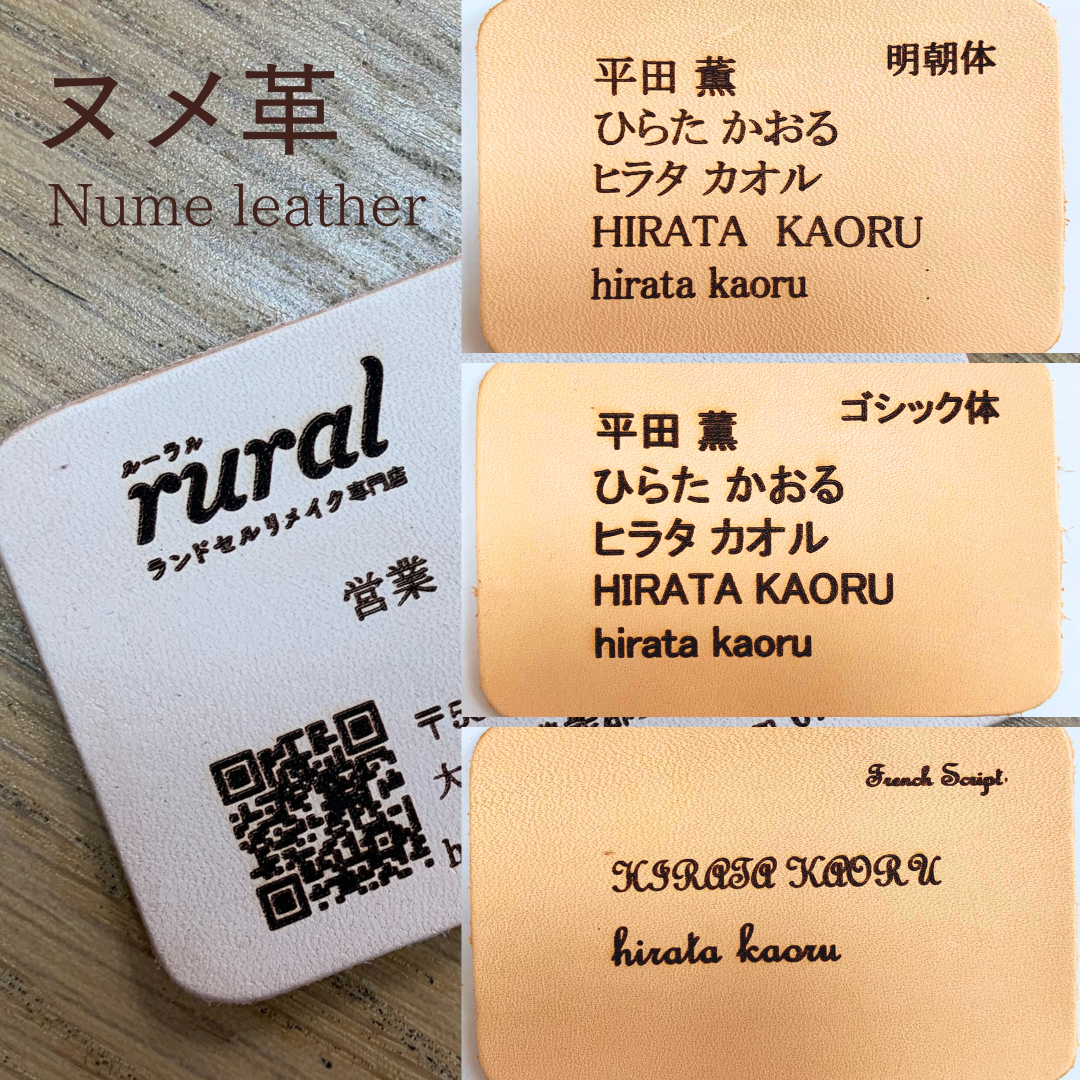 ヌメ革
Nume leather
ルーラル
rural
ランドセルリメイク専門店
営業
〒5
大
明朝体
平田 薫
ひらた かおる
ヒラタ カオル
HIRATA KAORU
hirata kaoru
ゴシック体
平田 薫
ひらた かおる
ヒラタ カオル
HIRATA KAORU
hirata kaoru
French Script
HIRATA KAORU
hirata kaoru